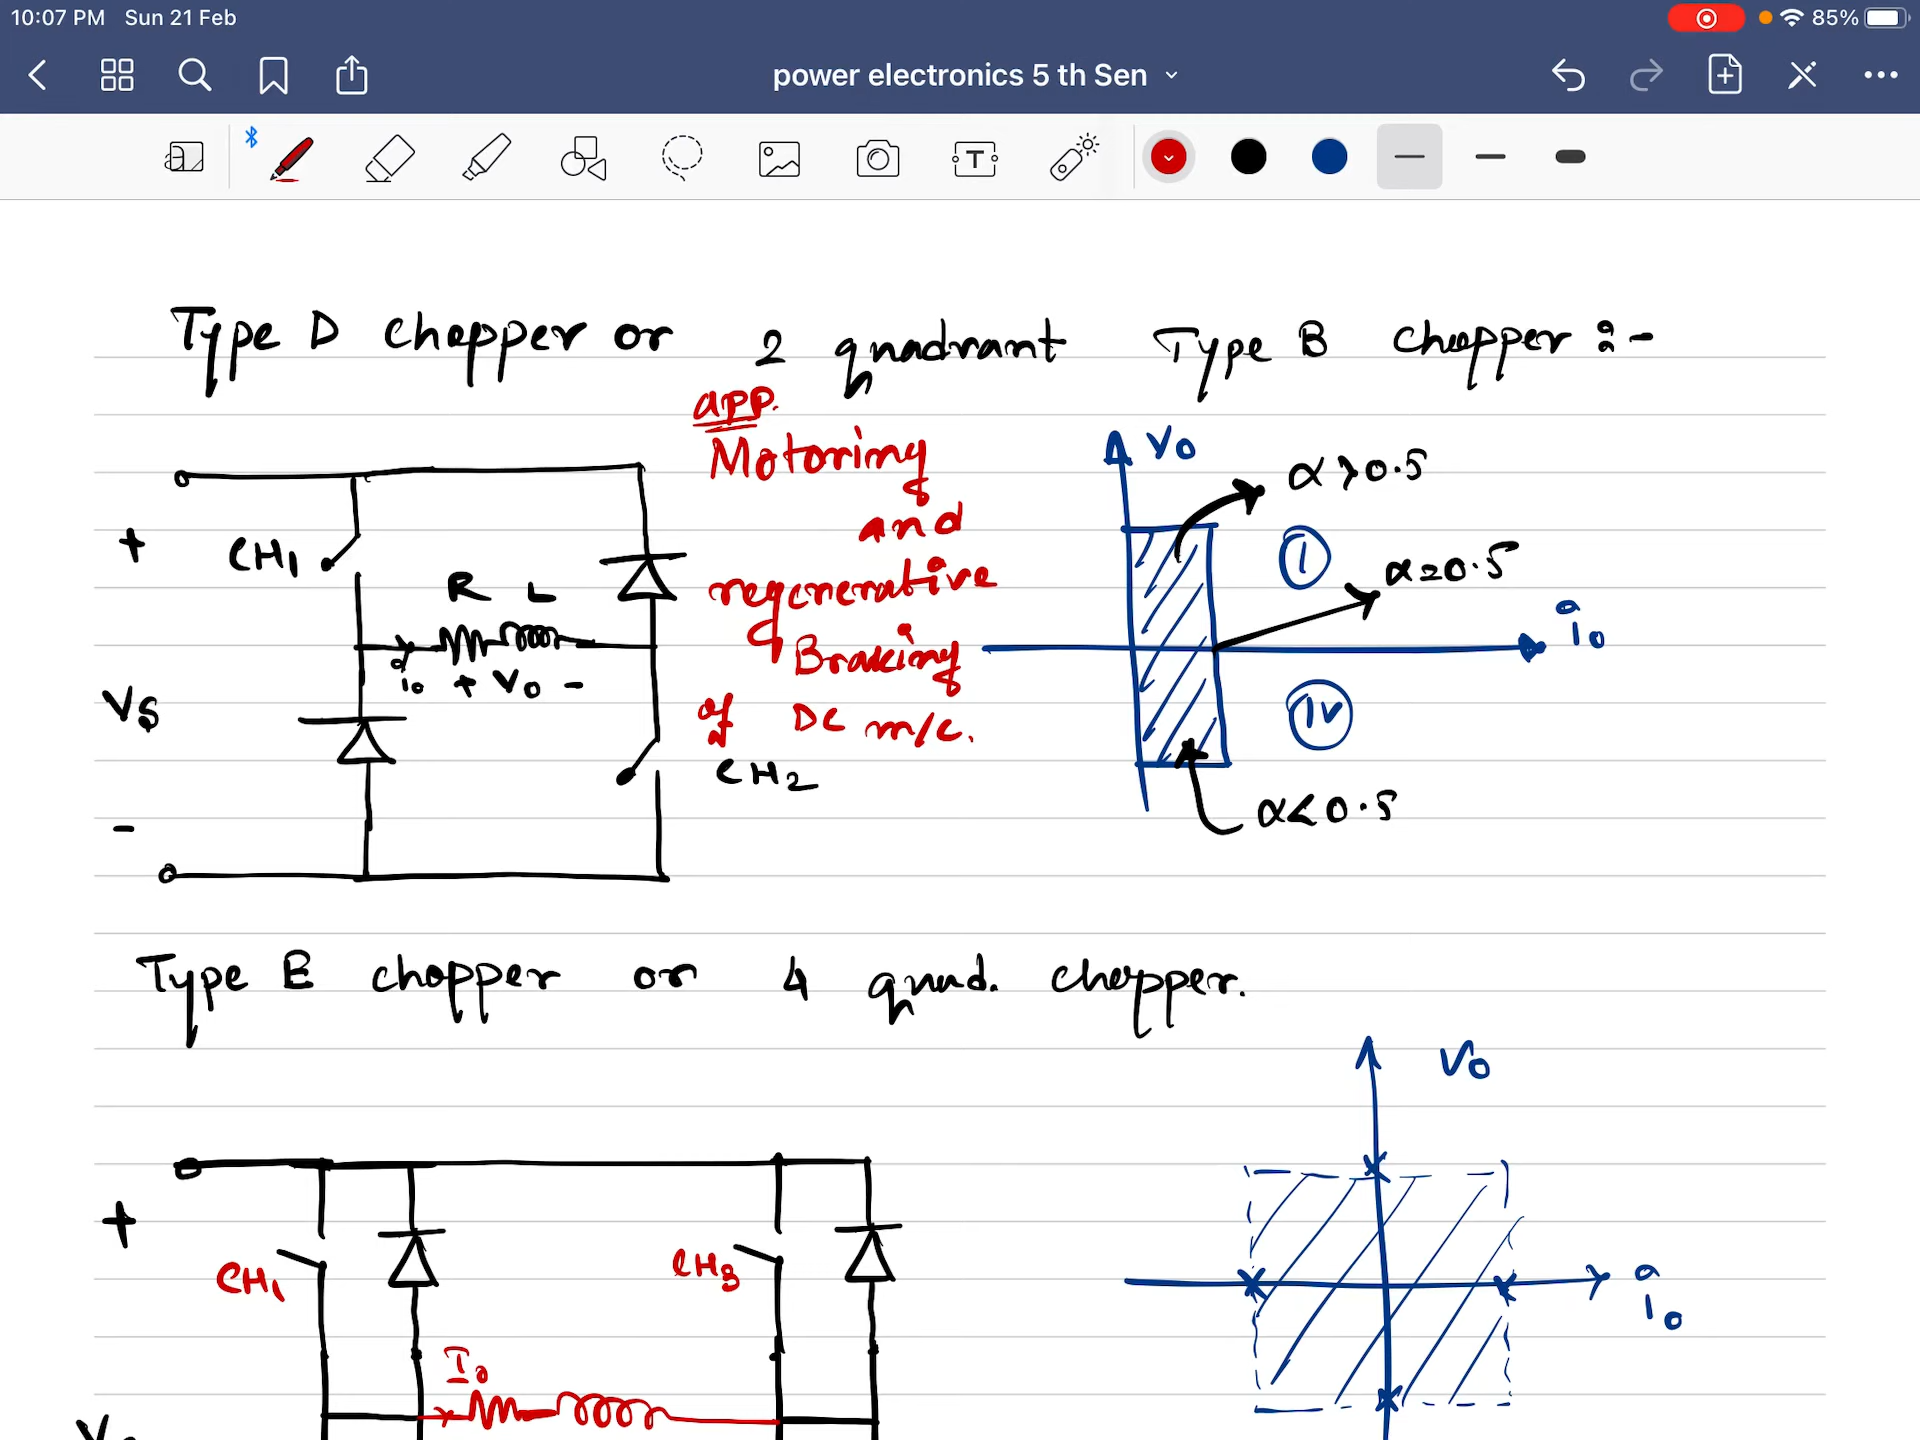 10:07 PM Sun 21 Feb
85%
power electronics 5 th Sen
Type D chopper or 2 quadrant Type B chopper :-
app.
Motoring
and
regenerative
Braking
of DC m/c.
+
CH1
R L
io + Vo -
Vs
-
CH2
Vo
α>0.5
I
α=0.5
io
IV
α<0.5
Type E chopper or 4 quad. chopper.
+
CH1
CH3
Io
Vo
io